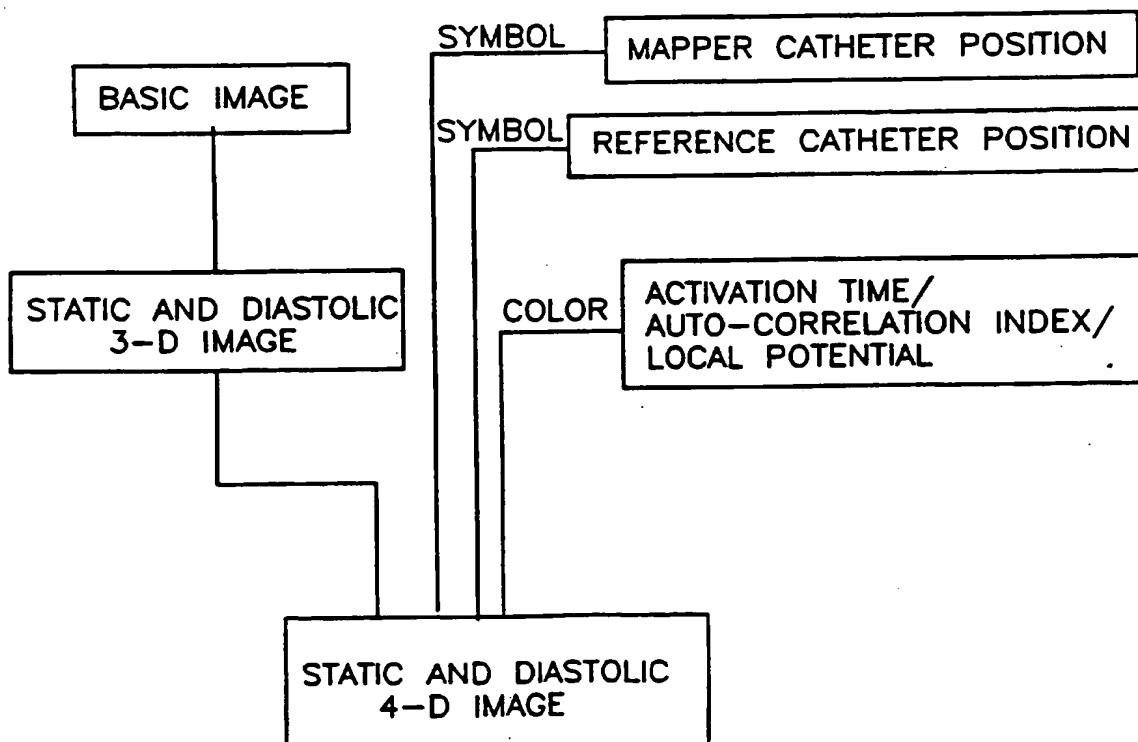 SYMBOL
MAPPER CATHETER POSITION
BASIC IMAGE
SYMBOL
REFERENCE CATHETER POSITION
STATIC AND DIASTOLIC
3-D IMAGE
COLOR
ACTIVATION TIME/
AUTO-CORRELATION INDEX/
LOCAL POTENTIAL
STATIC AND DIASTOLIC
4-D IMAGE